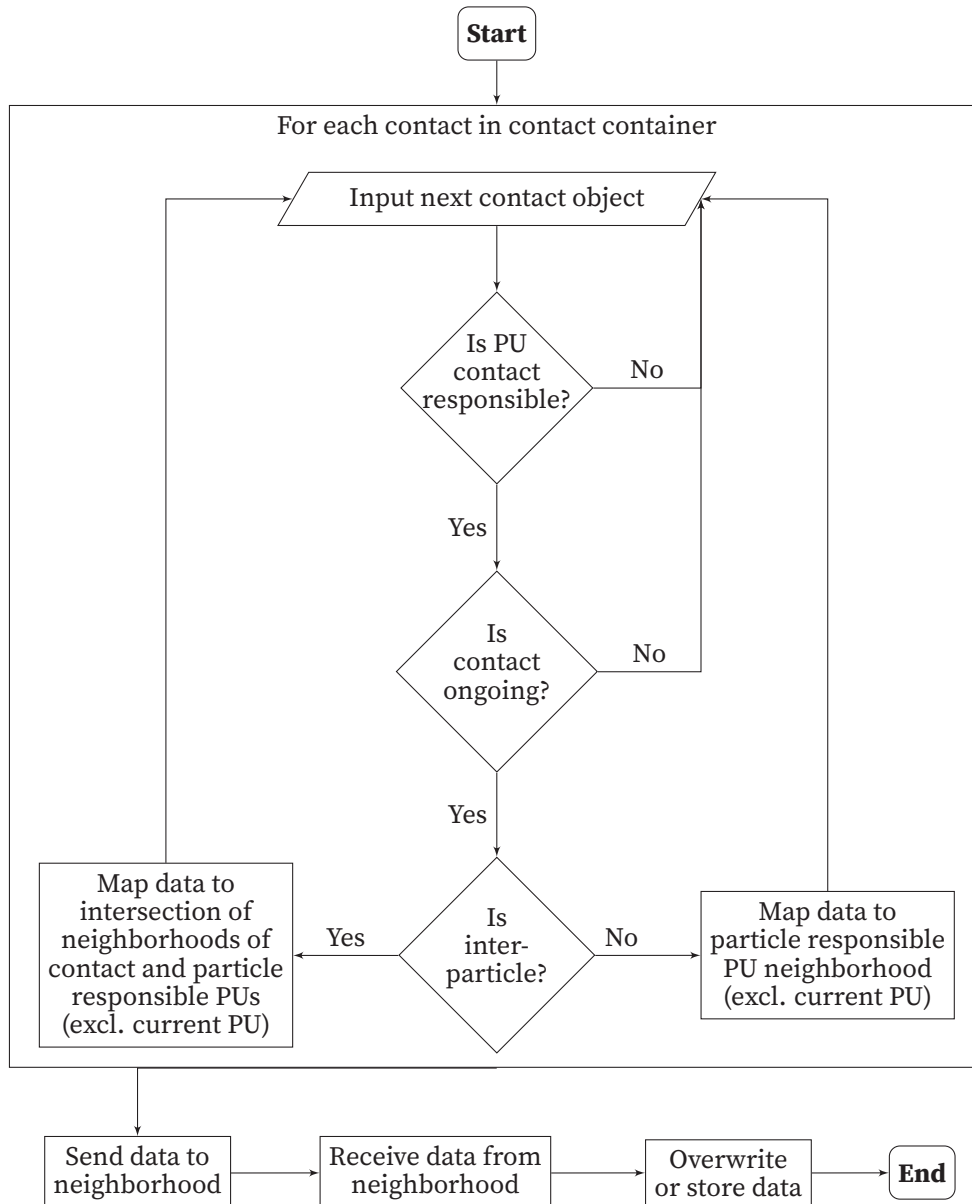 Start
For each contact in contact container
Input next contact object
Is PU
contact
responsible?
No
Yes
Is
contact
ongoing?
No
Yes
Map data to
intersection of
neighborhoods of
contact and particle
responsible PUs
(excl. current PU)
Yes
Is
inter-
particle?
No
Map data to
particle responsible
PU neighborhood
(excl. current PU)
Send data to
neighborhood
Receive data from
neighborhood
Overwrite
or store data
End